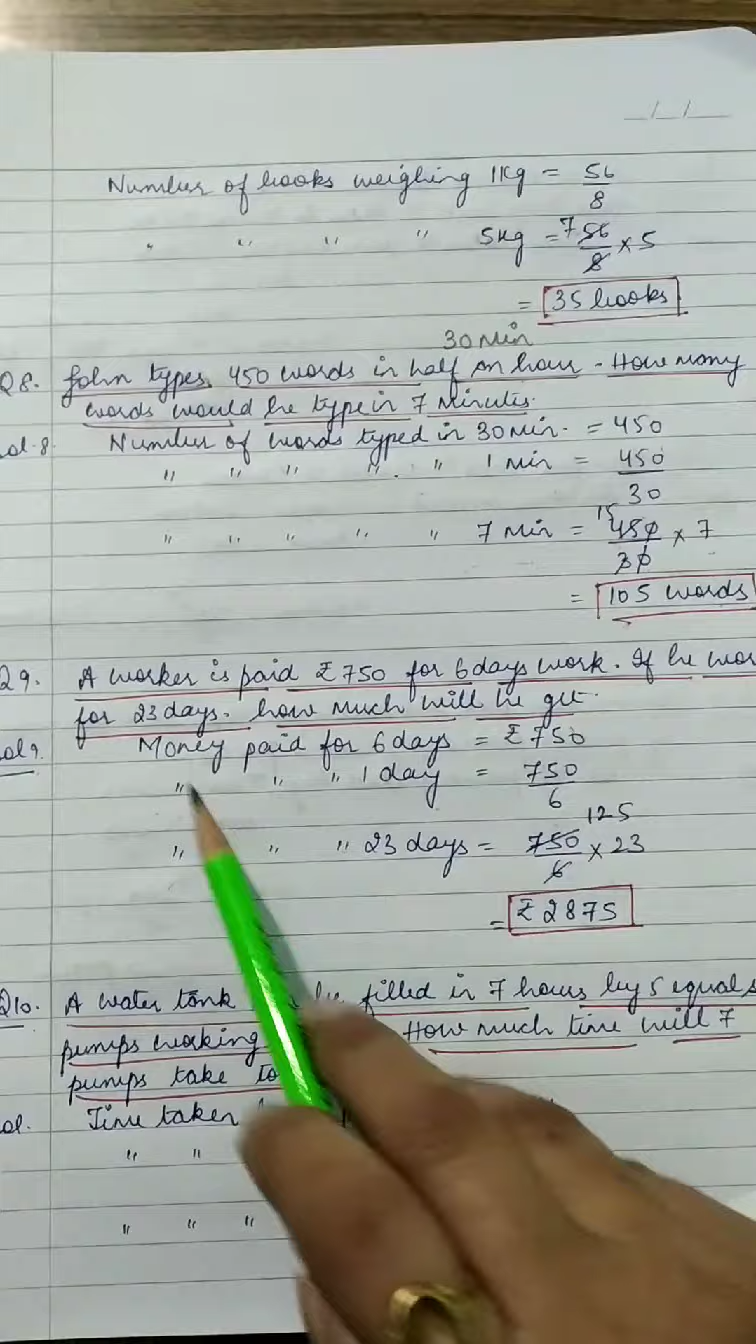 __/__/__
Number of books weighing 1Kg = 56/8
" " " " 5Kg = 7 56/8 × 5
= 35 books
30 Min
Q8. John types 450 words in half an hour. How many
words would he type in 7 minutes.
Sol.8. Number of words typed in 30 Min. = 450
" " " " " 1 Min = 450/30
" " " " " 7 Min = 15 450/30 × 7
= 105 words
Q9. A worker is paid ₹750 for 6 days work. If he wor
for 23 days. how much will he get.
Sol9. Money paid for 6 days = ₹750
" " " 1 day = 750/6
125
" " " 23 days = 750/6 × 23
= ₹2875
Q10. A water tank filled in 7 hours by 5 equal s
pumps working How much time will 7
pumps take to
Sol. Time taken
" "
" " "